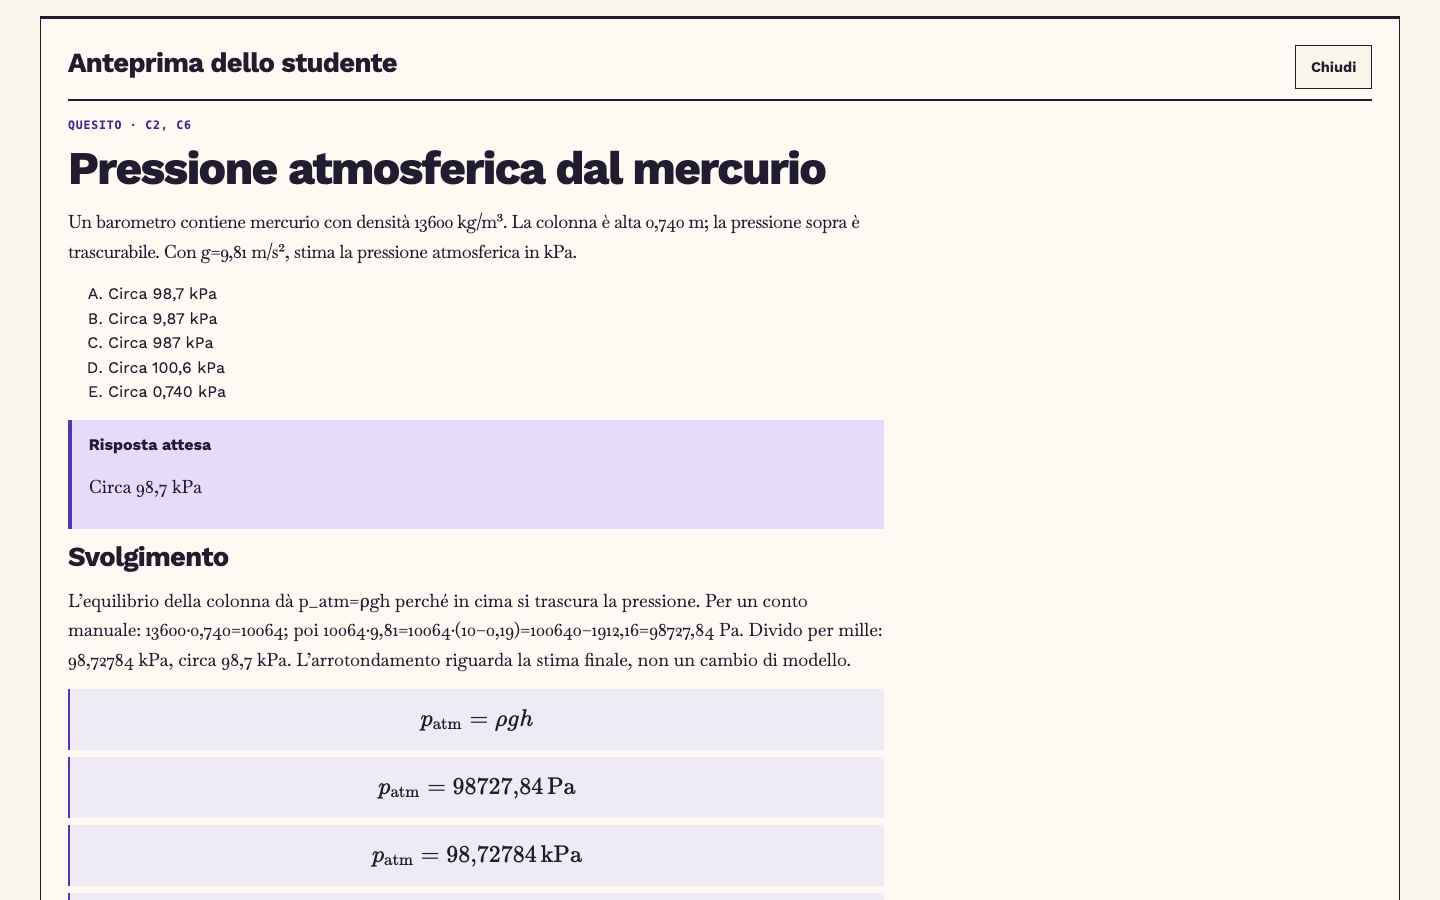 Anteprima dello studente
Chiudi
QUESITO · C2, C6
Pressione atmosferica dal mercurio
Un barometro contiene mercurio con densità 13600 kg/m³. La colonna è alta 0,740 m; la pressione sopra è
trascurabile. Con g=9,81 m/s², stima la pressione atmosferica in kPa.
A. Circa 98,7 kPa
B. Circa 9,87 kPa
C. Circa 987 kPa
D. Circa 100,6 kPa
E. Circa 0,740 kPa
Risposta attesa
Circa 98,7 kPa
Svolgimento
L’equilibrio della colonna dà p_atm=ρgh perché in cima si trascura la pressione. Per un conto
manuale: 13600·0,740=10064; poi 10064·9,81=10064·(10−0,19)=100640−1912,16=98727,84 Pa. Divido per mille:
98,72784 kPa, circa 98,7 kPa. L’arrotondamento riguarda la stima finale, non un cambio di modello.
p_atm = ρgh
p_atm = 98727,84 Pa
p_atm = 98,72784 kPa